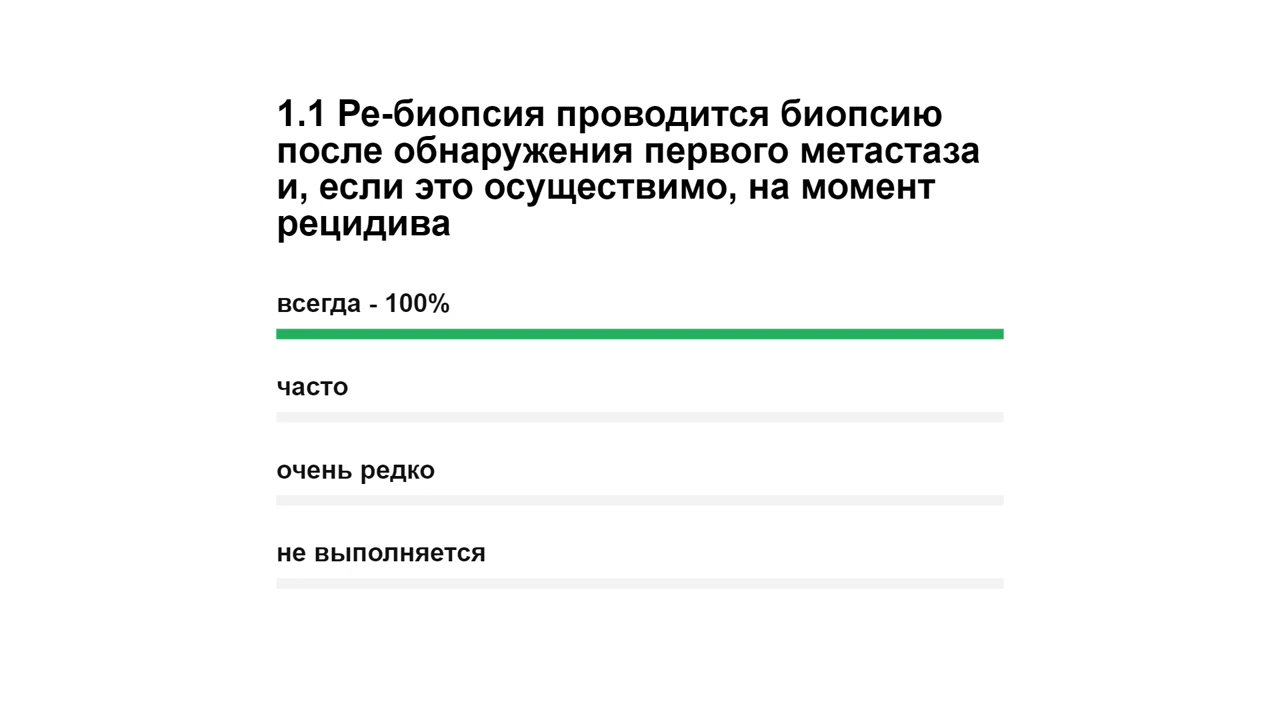 1.1 Ре-биопсия проводится биопсию
после обнаружения первого метастаза
и, если это осуществимо, на момент
рецидива
всегда - 100%
часто
очень редко
не выполняется